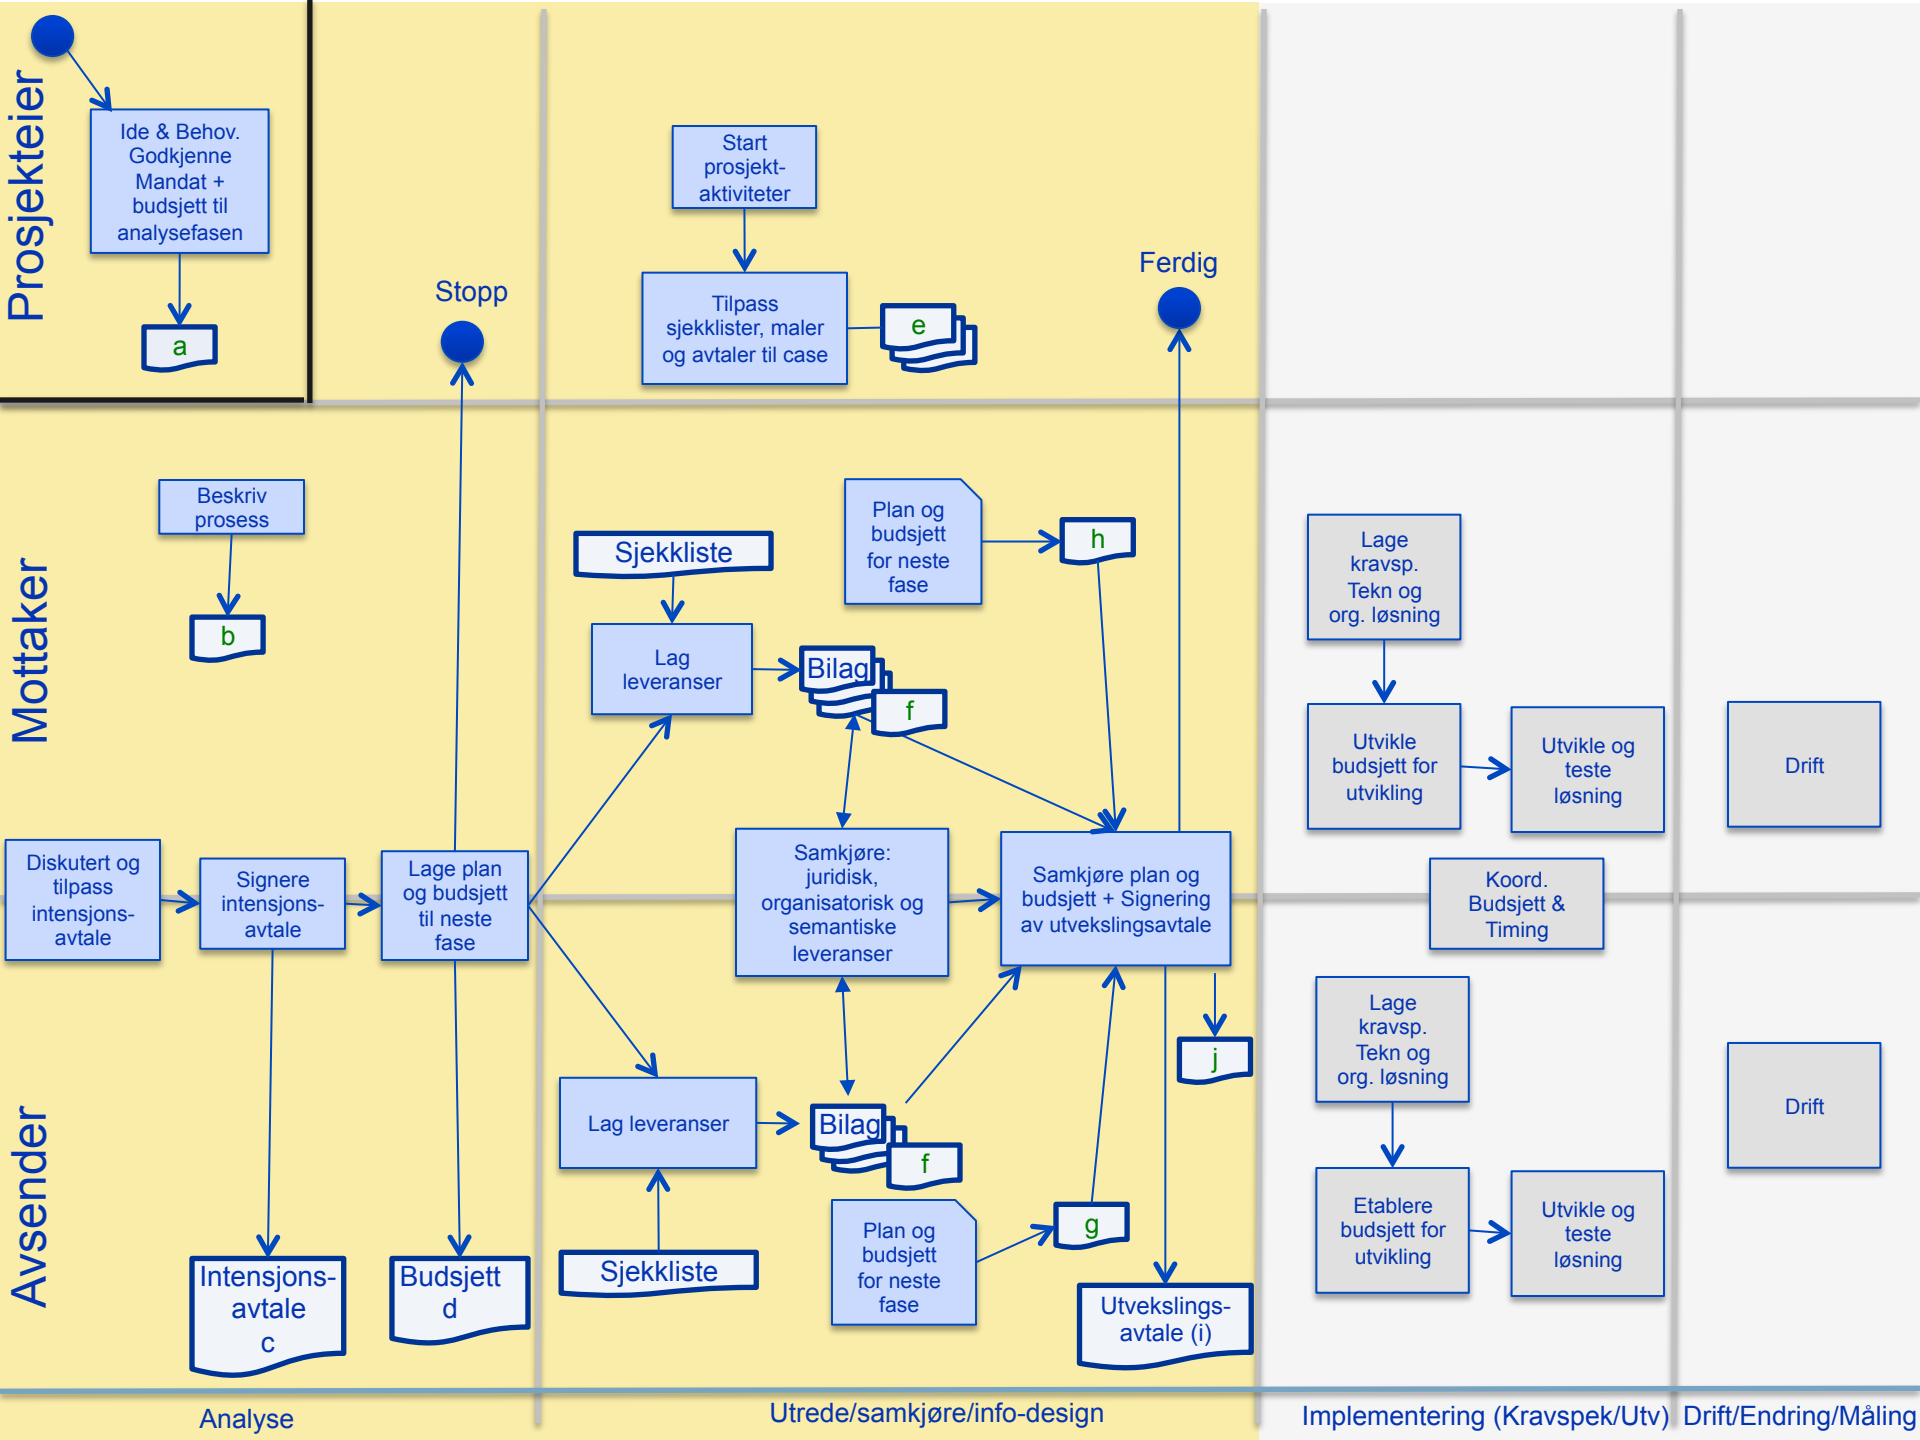 Prosjekteier
Ide & Behov.
Godkjenne
Mandat +
budsjett til
analysefasen
a
Stopp
Start
prosjekt-
aktiviteter
Tilpass
sjekklister, maler
og avtaler til case
e
Ferdig
Mottaker
Beskriv
prosess
b
Sjekkliste
Lag
leveranser
Bilag
f
Plan og
budsjett
for neste
fase
h
Lage
kravsp.
Tekn og
org. løsning
Utvikle
budsjett for
utvikling
Utvikle og
teste
løsning
Drift
Diskutert og
tilpass
intensjons-
avtale
Signere
intensjons-
avtale
Lage plan
og budsjett
til neste
fase
Samkjøre:
juridisk,
organisatorisk og
semantiske
leveranser
Samkjøre plan og
budsjett + Signering
av utvekslingsavtale
Koord.
Budsjett &
Timing
Avsender
Intensjons-
avtale
c
Budsjett
d
Lag leveranser
Sjekkliste
Bilag
f
Plan og
budsjett
for neste
fase
g
j
Utvekslings-
avtale (i)
Lage
kravsp.
Tekn og
org. løsning
Etablere
budsjett for
utvikling
Utvikle og
teste
løsning
Drift
Analyse
Utrede/samkjøre/info-design
Implementering (Kravspek/Utv)
Drift/Endring/Måling